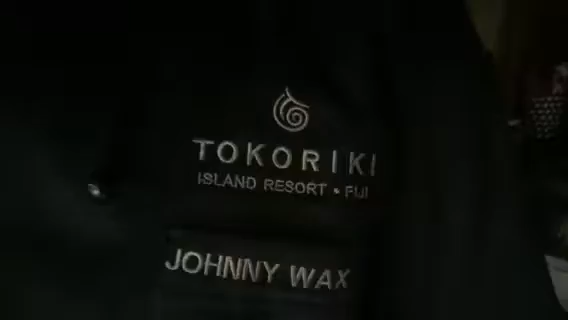 TOKORIKI
ISLAND RESORT • FIJI
JOHNNY WAX